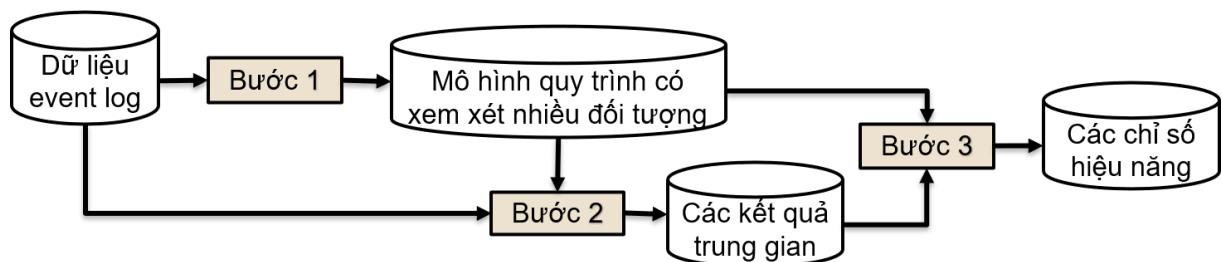 Dữ liệu
event log
Bước 1
Mô hình quy trình có
xem xét nhiều đối tượng
Bước 2
Các kết quả
trung gian
Bước 3
Các chỉ số
hiệu năng